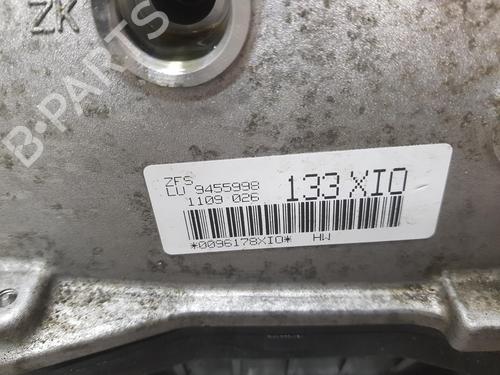 ZK
B-PARTS
ZFS
LU 9455998
1109 026
133 XIO
*0096178XIO* HW